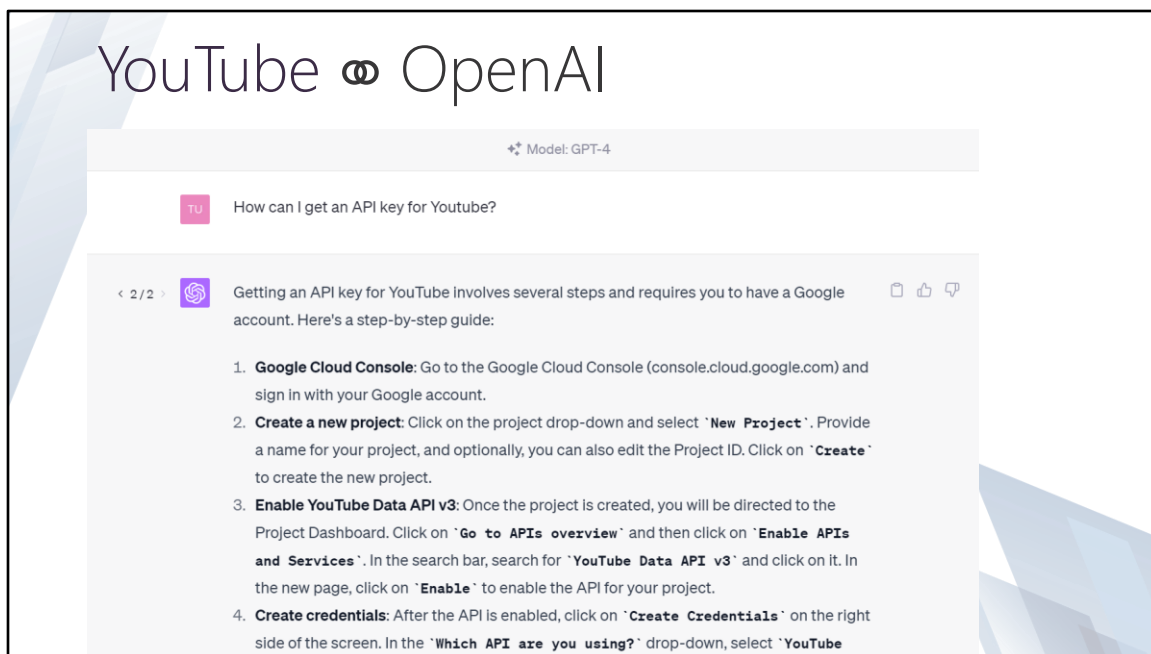 YouTube ⚭ OpenAI
Model: GPT-4
TU
How can I get an API key for Youtube?
< 2/2 >
Getting an API key for YouTube involves several steps and requires you to have a Google
account. Here's a step-by-step guide:
1. Google Cloud Console: Go to the Google Cloud Console (console.cloud.google.com) and
sign in with your Google account.
2. Create a new project: Click on the project drop-down and select `New Project`. Provide
a name for your project, and optionally, you can also edit the Project ID. Click on `Create`
to create the new project.
3. Enable YouTube Data API v3: Once the project is created, you will be directed to the
Project Dashboard. Click on `Go to APIs overview` and then click on `Enable APIs
and Services`. In the search bar, search for `YouTube Data API v3` and click on it. In
the new page, click on `Enable` to enable the API for your project.
4. Create credentials: After the API is enabled, click on `Create Credentials` on the right
side of the screen. In the `Which API are you using?` drop-down, select `YouTube